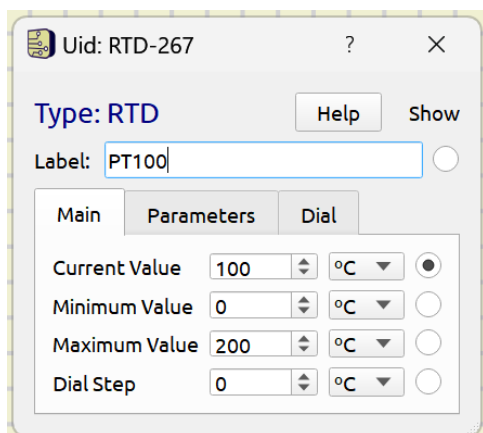 Uid: RTD-267 ?
Type: RTD Help Show
Label: PT100
Main Parameters Dial
Current Value 100 ºC
Minimum Value 0 ºC
Maximum Value 200 ºC
Dial Step 0 ºC